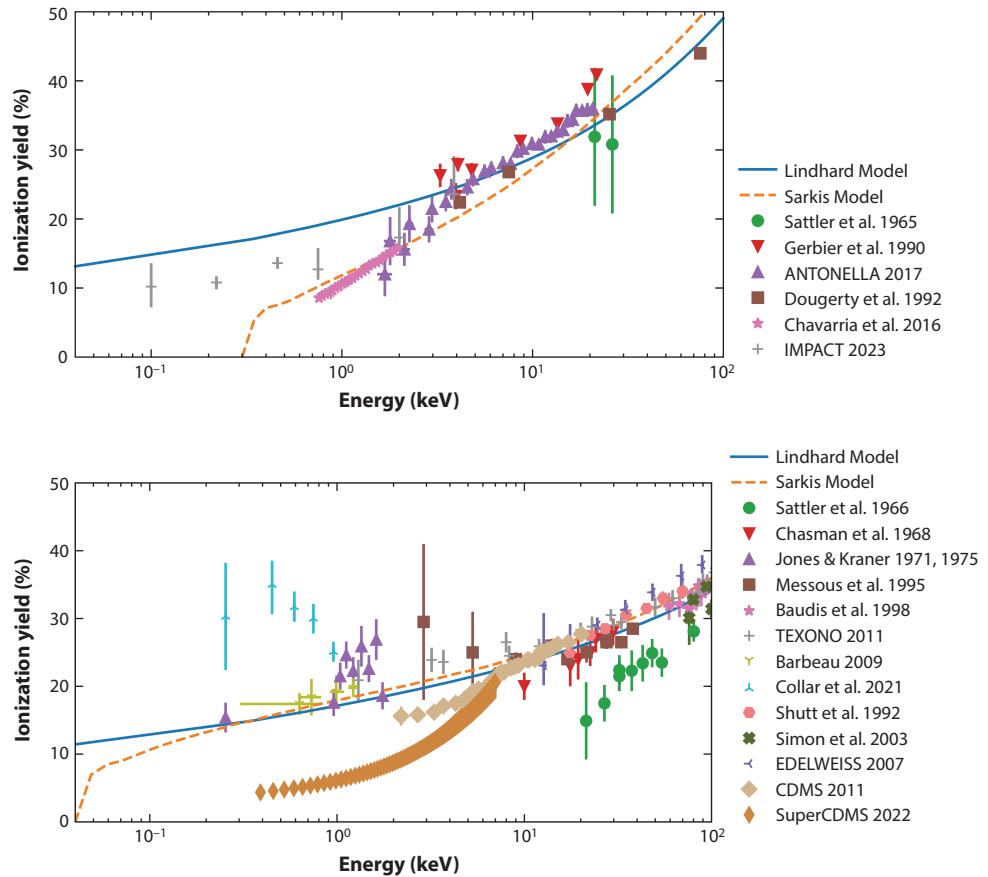 50
40
30
20
10
0
Ionization yield (%)
10⁻¹
10⁰
10¹
10²
Energy (keV)
Lindhard Model
Sarkis Model
Sattler et al. 1965
Gerbier et al. 1990
ANTONELLA 2017
Dougerty et al. 1992
Chavarria et al. 2016
IMPACT 2023
50
40
30
20
10
0
Ionization yield (%)
10⁻¹
10⁰
10¹
10²
Energy (keV)
Lindhard Model
Sarkis Model
Sattler et al. 1966
Chasman et al. 1968
Jones & Kraner 1971, 1975
Messous et al. 1995
Baudis et al. 1998
TEXONO 2011
Barbeau 2009
Collar et al. 2021
Shutt et al. 1992
Simon et al. 2003
EDELWEISS 2007
CDMS 2011
SuperCDMS 2022